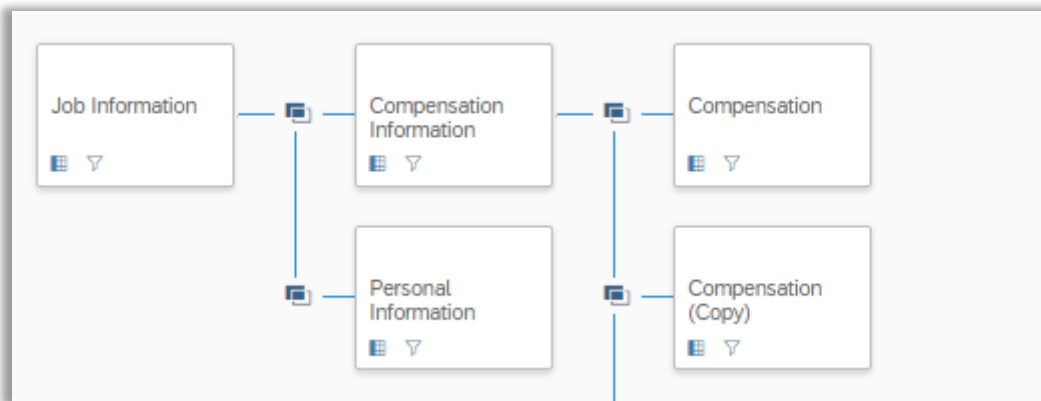 Job Information
Compensation
Information
Compensation
Personal
Information
Compensation
(Copy)